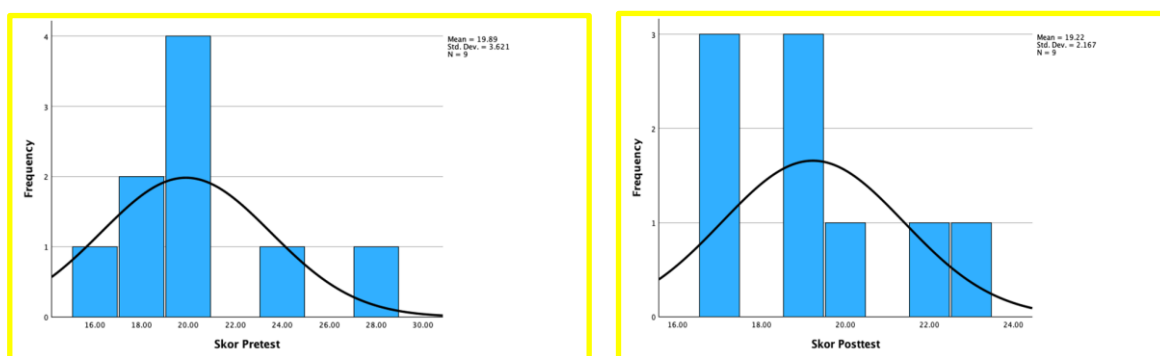 Mean = 19.89
Std. Dev. = 3.621
N = 9
Frequency
4
3
2
1
0
16.00 18.00 20.00 22.00 24.00 26.00 28.00 30.00
Skor Pretest
Mean = 19.22
Std. Dev. = 2.167
N = 9
Frequency
3
2
1
0
16.00 18.00 20.00 22.00 24.00
Skor Posttest